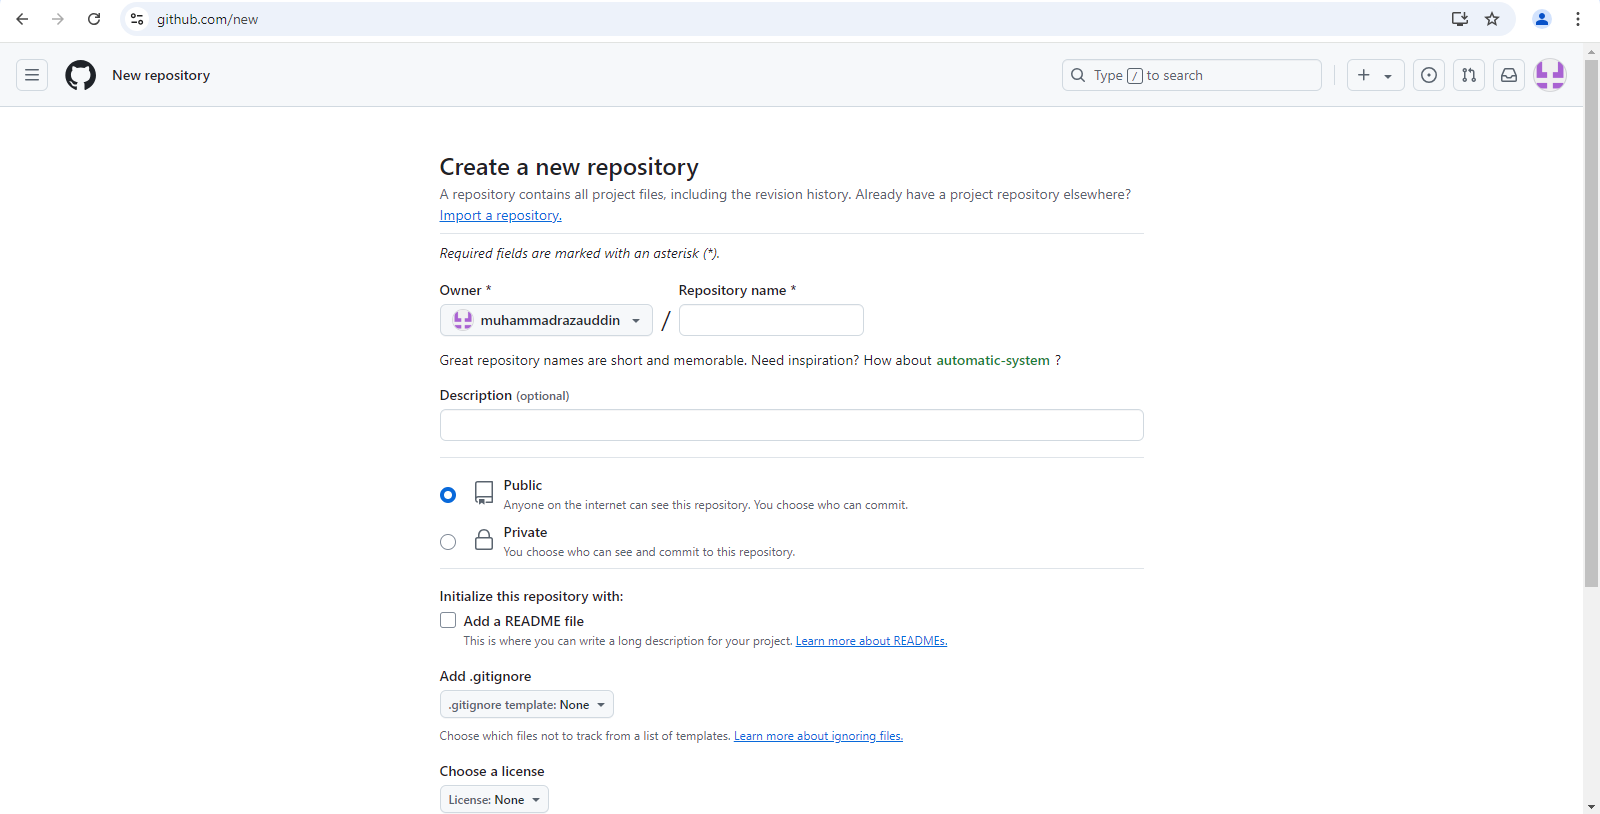 github.com/new
New repository
Type / to search
Create a new repository
A repository contains all project files, including the revision history. Already have a project repository elsewhere?
Import a repository.
Required fields are marked with an asterisk (*).
Owner * Repository name *
muhammadrazauddin /
Great repository names are short and memorable. Need inspiration? How about automatic-system ?
Description (optional)
Public
Anyone on the internet can see this repository. You choose who can commit.
Private
You choose who can see and commit to this repository.
Initialize this repository with:
Add a README file
This is where you can write a long description for your project. Learn more about READMEs.
Add .gitignore
.gitignore template: None
Choose which files not to track from a list of templates. Learn more about ignoring files.
Choose a license
License: None